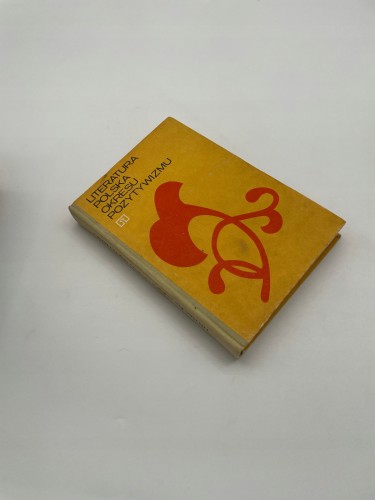 LITERATURA
POLSKA
OKRESU
POZYTYWIZMU